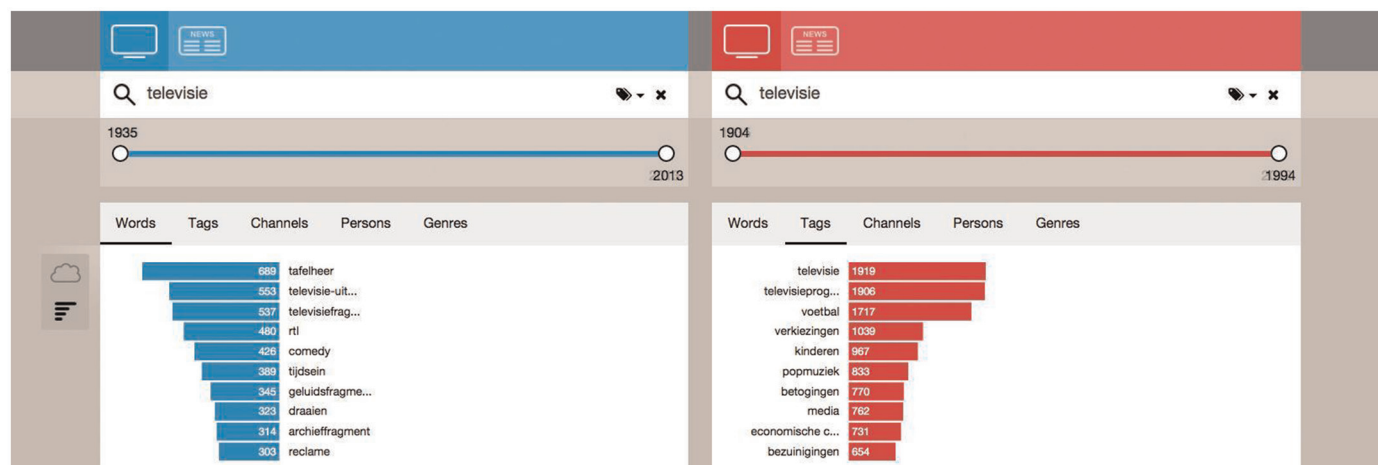 NEWS
televisie
1935
2013
Words Tags Channels Persons Genres
689 tafelheer
553 televisie-uit...
537 televisiefrag...
480 rtl
426 comedy
389 tijdsein
345 geluidsfragme...
323 draaien
314 archieffragment
303 reclame
NEWS
televisie
1904
1994
Words Tags Channels Persons Genres
televisie 1919
televisieprog... 1906
voetbal 1717
verkiezingen 1039
kinderen 967
popmuziek 833
betogingen 770
media 762
economische c... 731
bezuinigingen 654